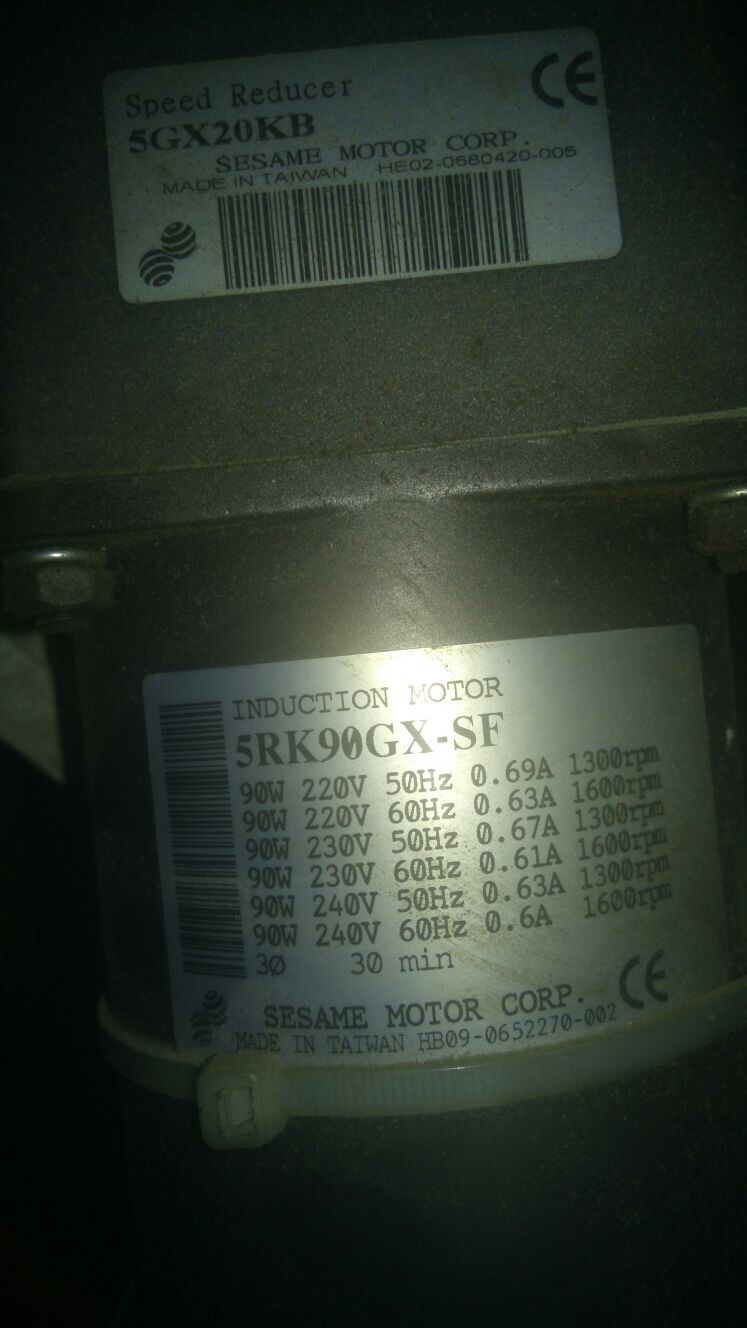 Speed Reducer
CE
5GX20KB
SESAME MOTOR CORP.
MADE IN TAIWAN HE02-0680420-005
INDUCTION MOTOR
5RK90GX-SF
90W 220V 50Hz 0.69A 1300rpm
90W 220V 60Hz 0.63A 1600rpm
90W 230V 50Hz 0.67A 1300rpm
90W 230V 60Hz 0.61A 1600rpm
90W 240V 50Hz 0.63A 1300rpm
90W 240V 60Hz 0.6A 1600rpm
3Ø 30 min
CE
SESAME MOTOR CORP.
MADE IN TAIWAN HB09-0652270-002